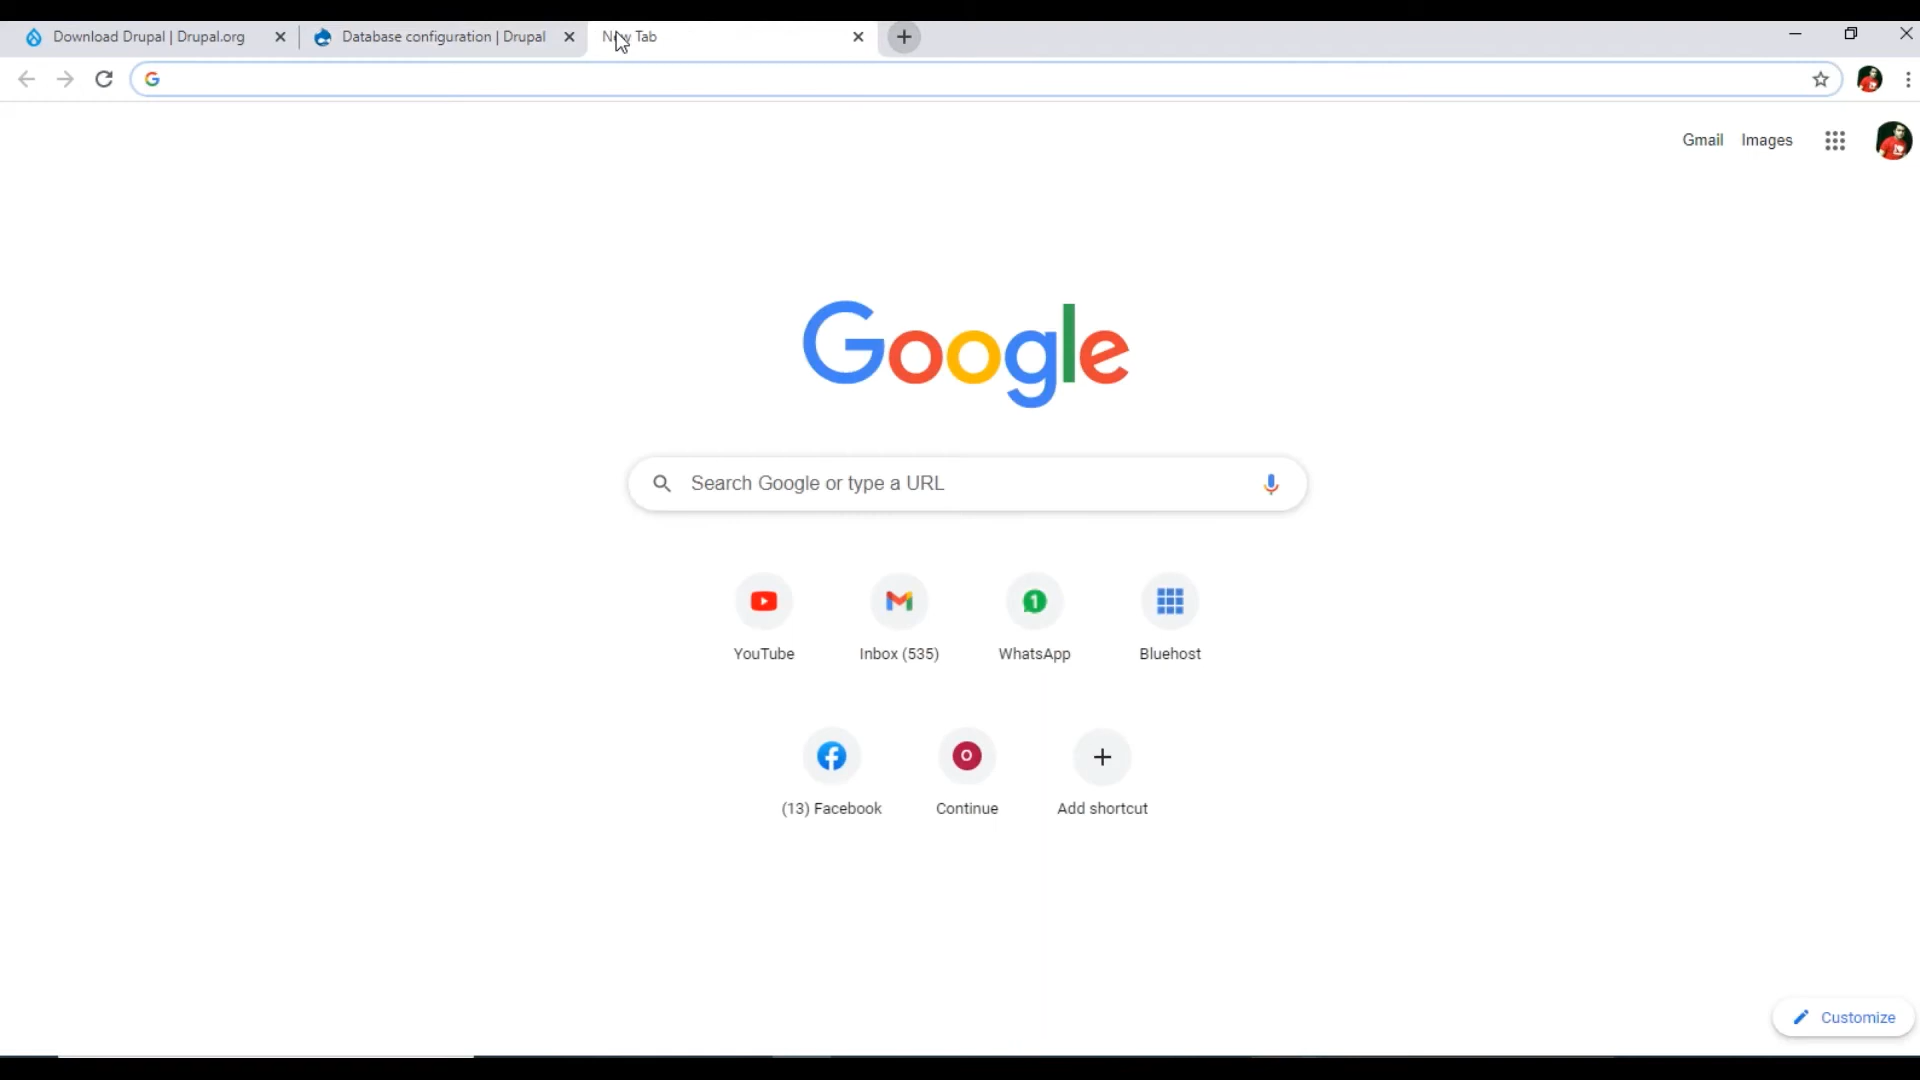 Download Drupal | Drupal.org
Database configuration | Drupal
New Tab
Gmail Images
Google
Search Google or type a URL
1
YouTube Inbox (535) WhatsApp Bluehost
O
(13) Facebook Continue Add shortcut
Customize